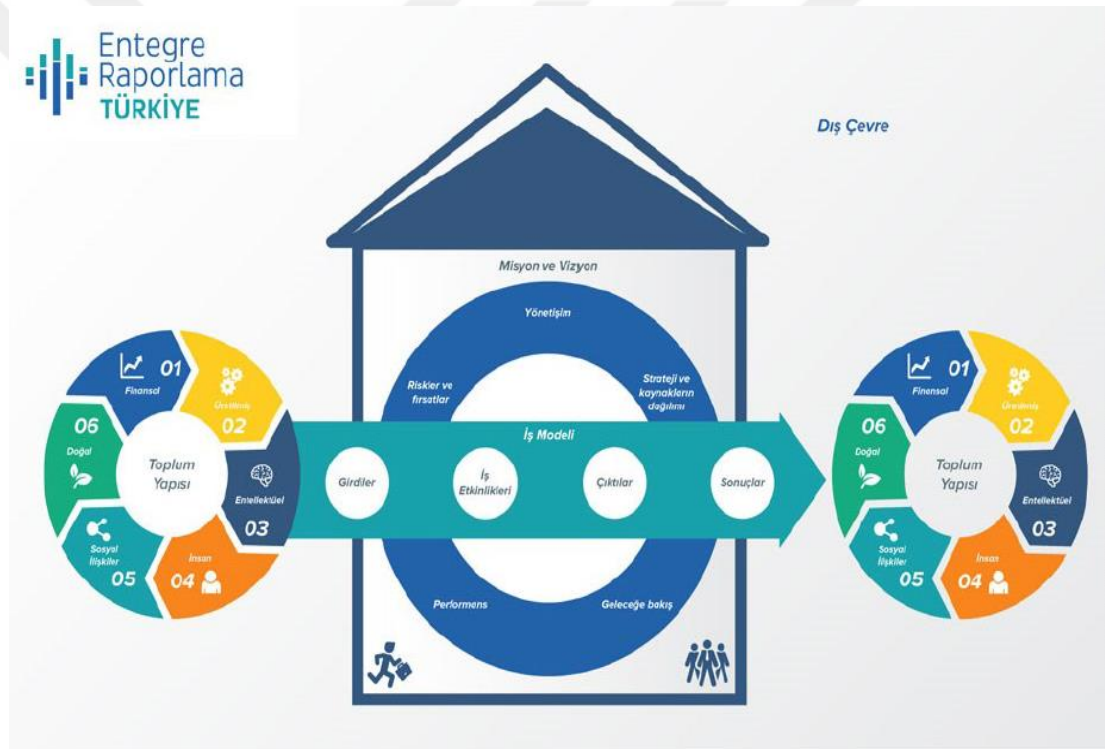 Entegre
Raporlama
TÜRKİYE
Dış Çevre
Misyon ve Vizyon
Yönetişim
Riskler ve
fırsatlar
Strateji ve
kaynakların
dağılımı
İş Modeli
Girdiler
İş
Etkinlikleri
Çıktılar
Sonuçlar
Performens
Geleceğe bakış
01
Finansal
Üretilmiş
02
Entellektüel
03
İnsan
04
Sosyal
İlişkiler
05
06
Doğal
Toplum
Yapısı
01
Finensal
Üretilmiş
02
Entellektüel
03
İnsan
04
Sosyal
İlişkiler
05
06
Doğal
Toplum
Yapısı